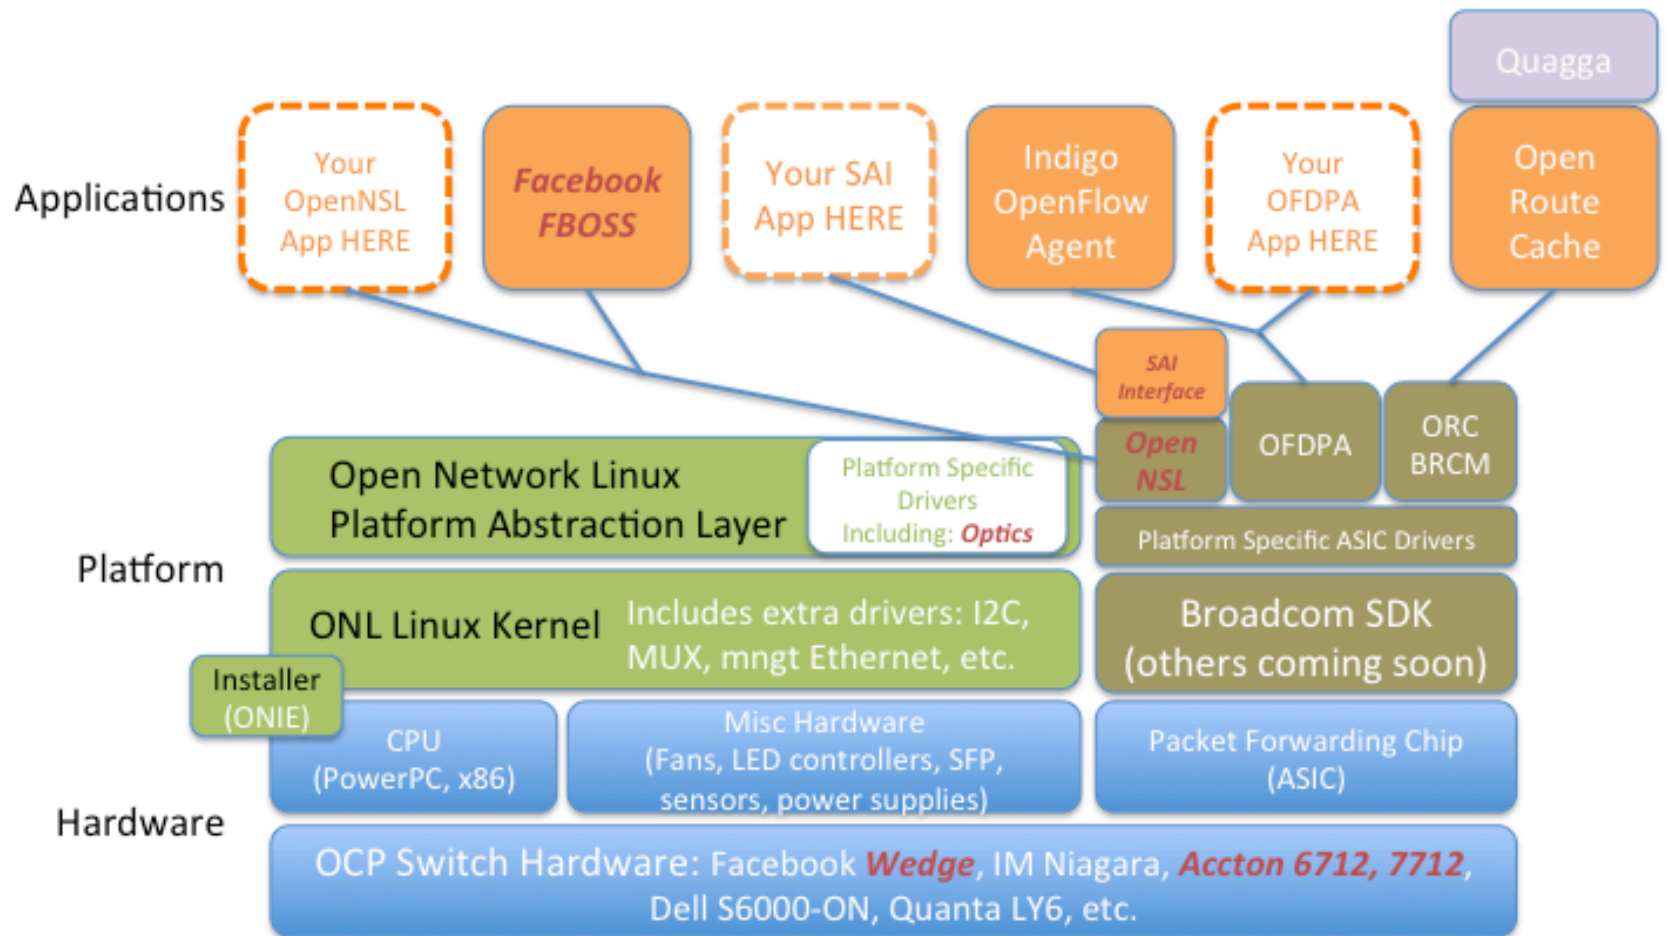 Quagga
Applications
Your
OpenNSL
App HERE
Facebook
FBOSS
Your SAI
App HERE
Indigo
OpenFlow
Agent
Your
OFDPA
App HERE
Open
Route
Cache
SAI
Interface
Open
NSL
OFDPA
ORC
BRCM
Open Network Linux
Platform Abstraction Layer
Platform Specific
Drivers
Including: Optics
Platform Specific ASIC Drivers
Platform
ONL Linux Kernel
Includes extra drivers: I2C,
MUX, mngt Ethernet, etc.
Broadcom SDK
(others coming soon)
Installer
(ONIE)
CPU
(PowerPC, x86)
Misc Hardware
(Fans, LED controllers, SFP,
sensors, power supplies)
Packet Forwarding Chip
(ASIC)
Hardware
OCP Switch Hardware: Facebook Wedge, IM Niagara, Accton 6712, 7712,
Dell S6000-ON, Quanta LY6, etc.